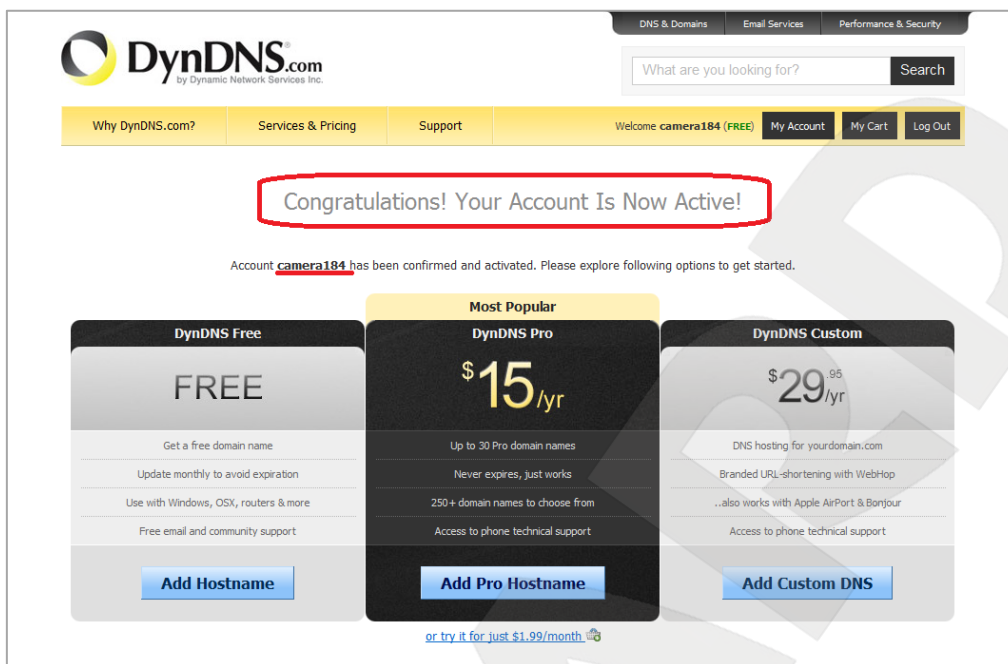 DNS & Domains Email Services Performance & Security
DynDNS.com
by Dynamic Network Services Inc.
What are you looking for? Search
Why DynDNS.com? Services & Pricing Support Welcome camera184 (FREE) My Account My Cart Log Out
Congratulations! Your Account Is Now Active!
Account camera184 has been confirmed and activated. Please explore following options to get started.
Most Popular
DynDNS Free DynDNS Pro DynDNS Custom
FREE $15/yr $29.95/yr
Get a free domain name Up to 30 Pro domain names DNS hosting for yourdomain.com
Update monthly to avoid expiration Never expires, just works Branded URL-shortening with WebHop
Use with Windows, OSX, routers & more 250+ domain names to choose from ..also works with Apple AirPort & Bonjour
Free email and community support Access to phone technical support Access to phone technical support
Add Hostname Add Pro Hostname Add Custom DNS
or try it for just $1.99/month